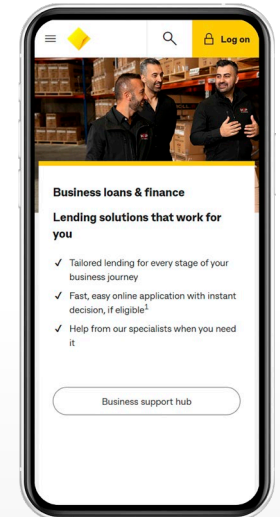 Log on
Business loans & finance
Lending solutions that work for
you
✓ Tailored lending for every stage of your
business journey
✓ Fast, easy online application with instant
decision, if eligible1
✓ Help from our specialists when you need
it
Business support hub